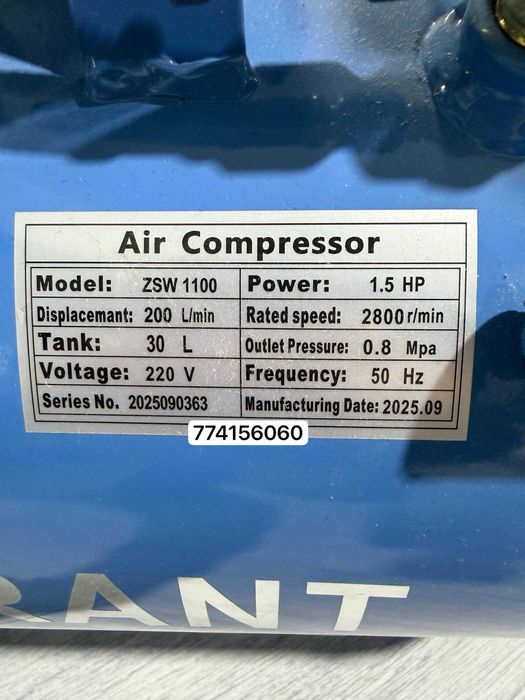 Air Compressor
Model: ZSW 1100 Power: 1.5 HP
Displacemant: 200 L/min Rated speed: 2800 r/min
Tank: 30 L Outlet Pressure: 0.8 Mpa
Voltage: 220 V Frequency: 50 Hz
Series No. 2025090363 Manufacturing Date: 2025.09
774156060
RANT